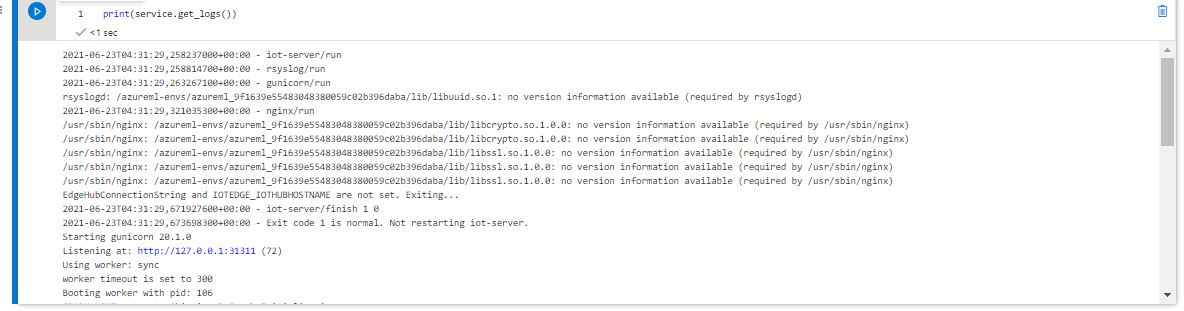 1 print(service.get_logs())
<1 sec
2021-06-23T04:31:29,258237000+00:00 - iot-server/run
2021-06-23T04:31:29,258814700+00:00 - rsyslog/run
2021-06-23T04:31:29,263267100+00:00 - gunicorn/run
rsyslogd: /azureml-envs/azureml_9f1639e55483048380059c02b396daba/lib/libuuid.so.1: no version information available (required by rsyslogd)
2021-06-23T04:31:29,321035300+00:00 - nginx/run
/usr/sbin/nginx: /azureml-envs/azureml_9f1639e55483048380059c02b396daba/lib/libcrypto.so.1.0.0: no version information available (required by /usr/sbin/nginx)
/usr/sbin/nginx: /azureml-envs/azureml_9f1639e55483048380059c02b396daba/lib/libcrypto.so.1.0.0: no version information available (required by /usr/sbin/nginx)
/usr/sbin/nginx: /azureml-envs/azureml_9f1639e55483048380059c02b396daba/lib/libssl.so.1.0.0: no version information available (required by /usr/sbin/nginx)
/usr/sbin/nginx: /azureml-envs/azureml_9f1639e55483048380059c02b396daba/lib/libssl.so.1.0.0: no version information available (required by /usr/sbin/nginx)
/usr/sbin/nginx: /azureml-envs/azureml_9f1639e55483048380059c02b396daba/lib/libssl.so.1.0.0: no version information available (required by /usr/sbin/nginx)
EdgeHubConnectionString and IOTEDGE_IOTHUBHOSTNAME are not set. Exiting...
2021-06-23T04:31:29,671927600+00:00 - iot-server/finish 1 0
2021-06-23T04:31:29,673698300+00:00 - Exit code 1 is normal. Not restarting iot-server.
Starting gunicorn 20.1.0
Listening at: http://127.0.0.1:31311 (72)
Using worker: sync
worker timeout is set to 300
Booting worker with pid: 106